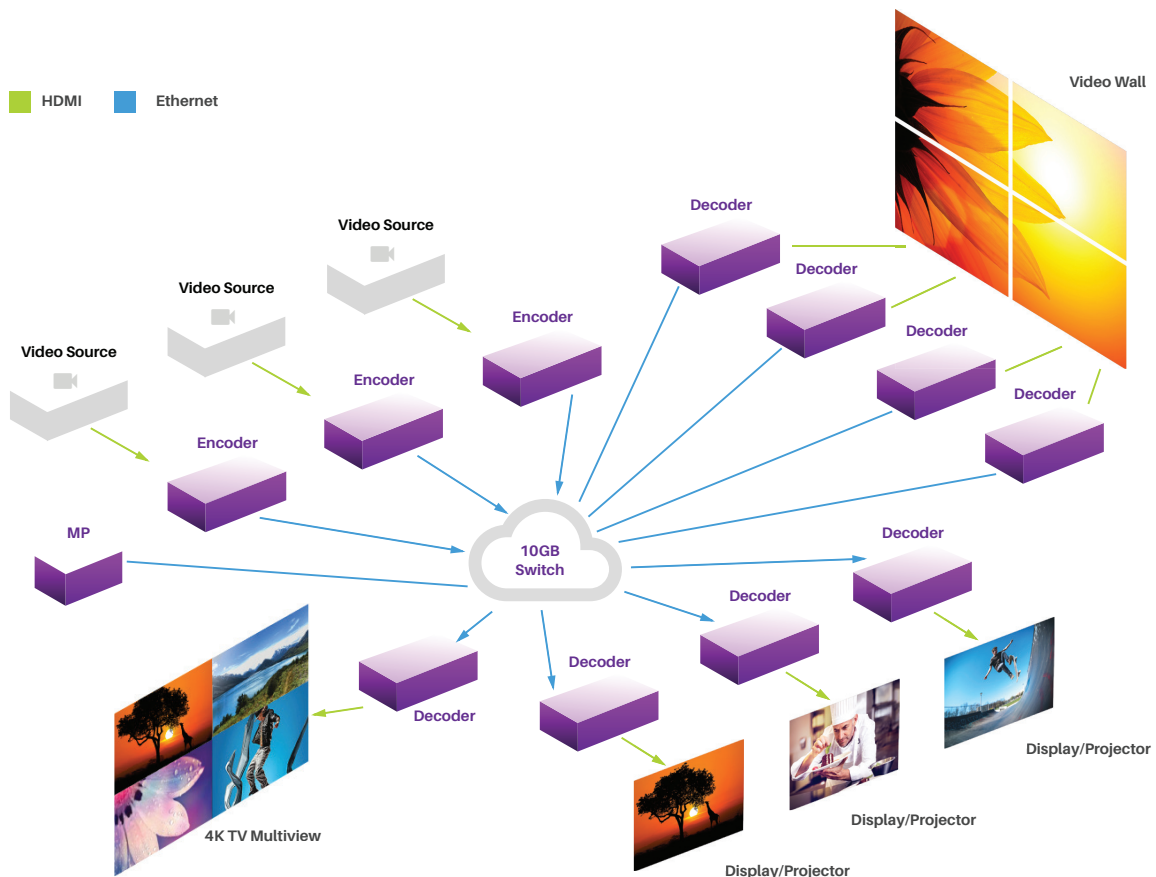 Video Wall
HDMI
Ethernet
Decoder
Video Source
Decoder
Video Source
Encoder
Decoder
Video Source
Encoder
Decoder
Encoder
MP
10GB
Switch
Decoder
Decoder
Decoder
Decoder
Display/Projector
4K TV Multiview
Display/Projector
Display/Projector